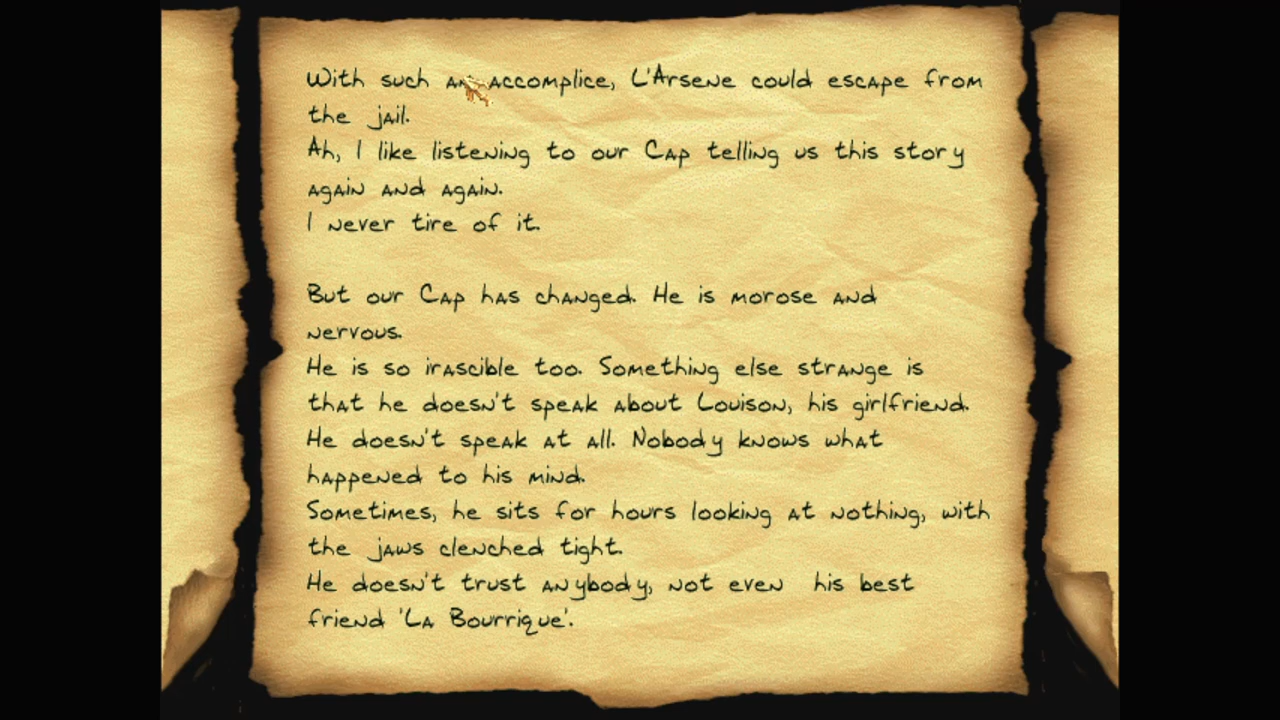 With such an accomplice, L'Arsene could escape from
the jail.
Ah, I like listening to our Cap telling us this story
again and again.
I never tire of it.
But our Cap has changed. He is morose and
nervous.
He is so irascible too. Something else strange is
that he doesn't speak about Louison, his girlfriend.
He doesn't speak at all. Nobody knows what
happened to his mind.
Sometimes, he sits for hours looking at nothing, with
the jaws clenched tight.
He doesn't trust anybody, not even his best
friend 'La Bourrique'.